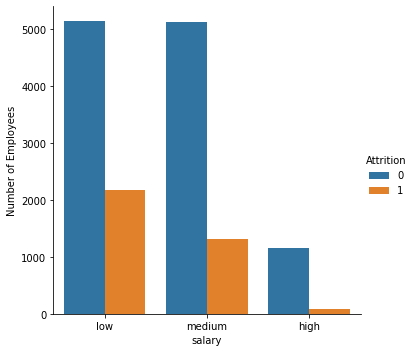 5000
4000
3000
2000
1000
0
Number of Employees
low medium high
salary
Attrition
0
1